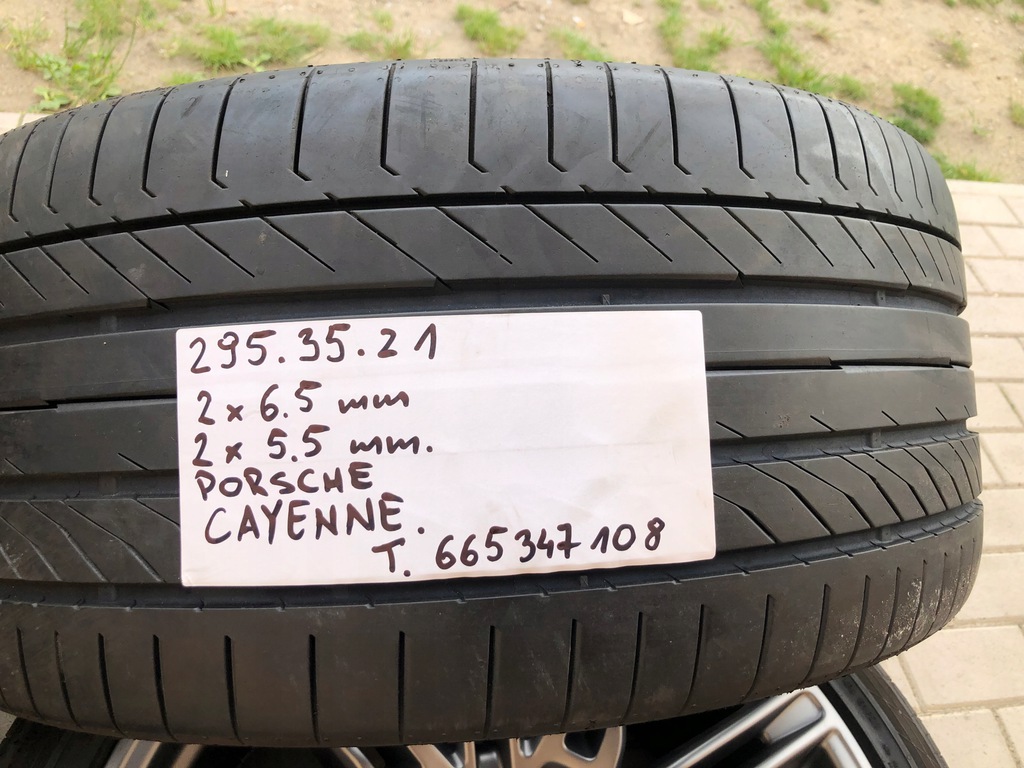 295.35.21
2 x 6.5 mm
2 x 5.5 mm.
PORSCHE
CAYENNE.
T. 665347108